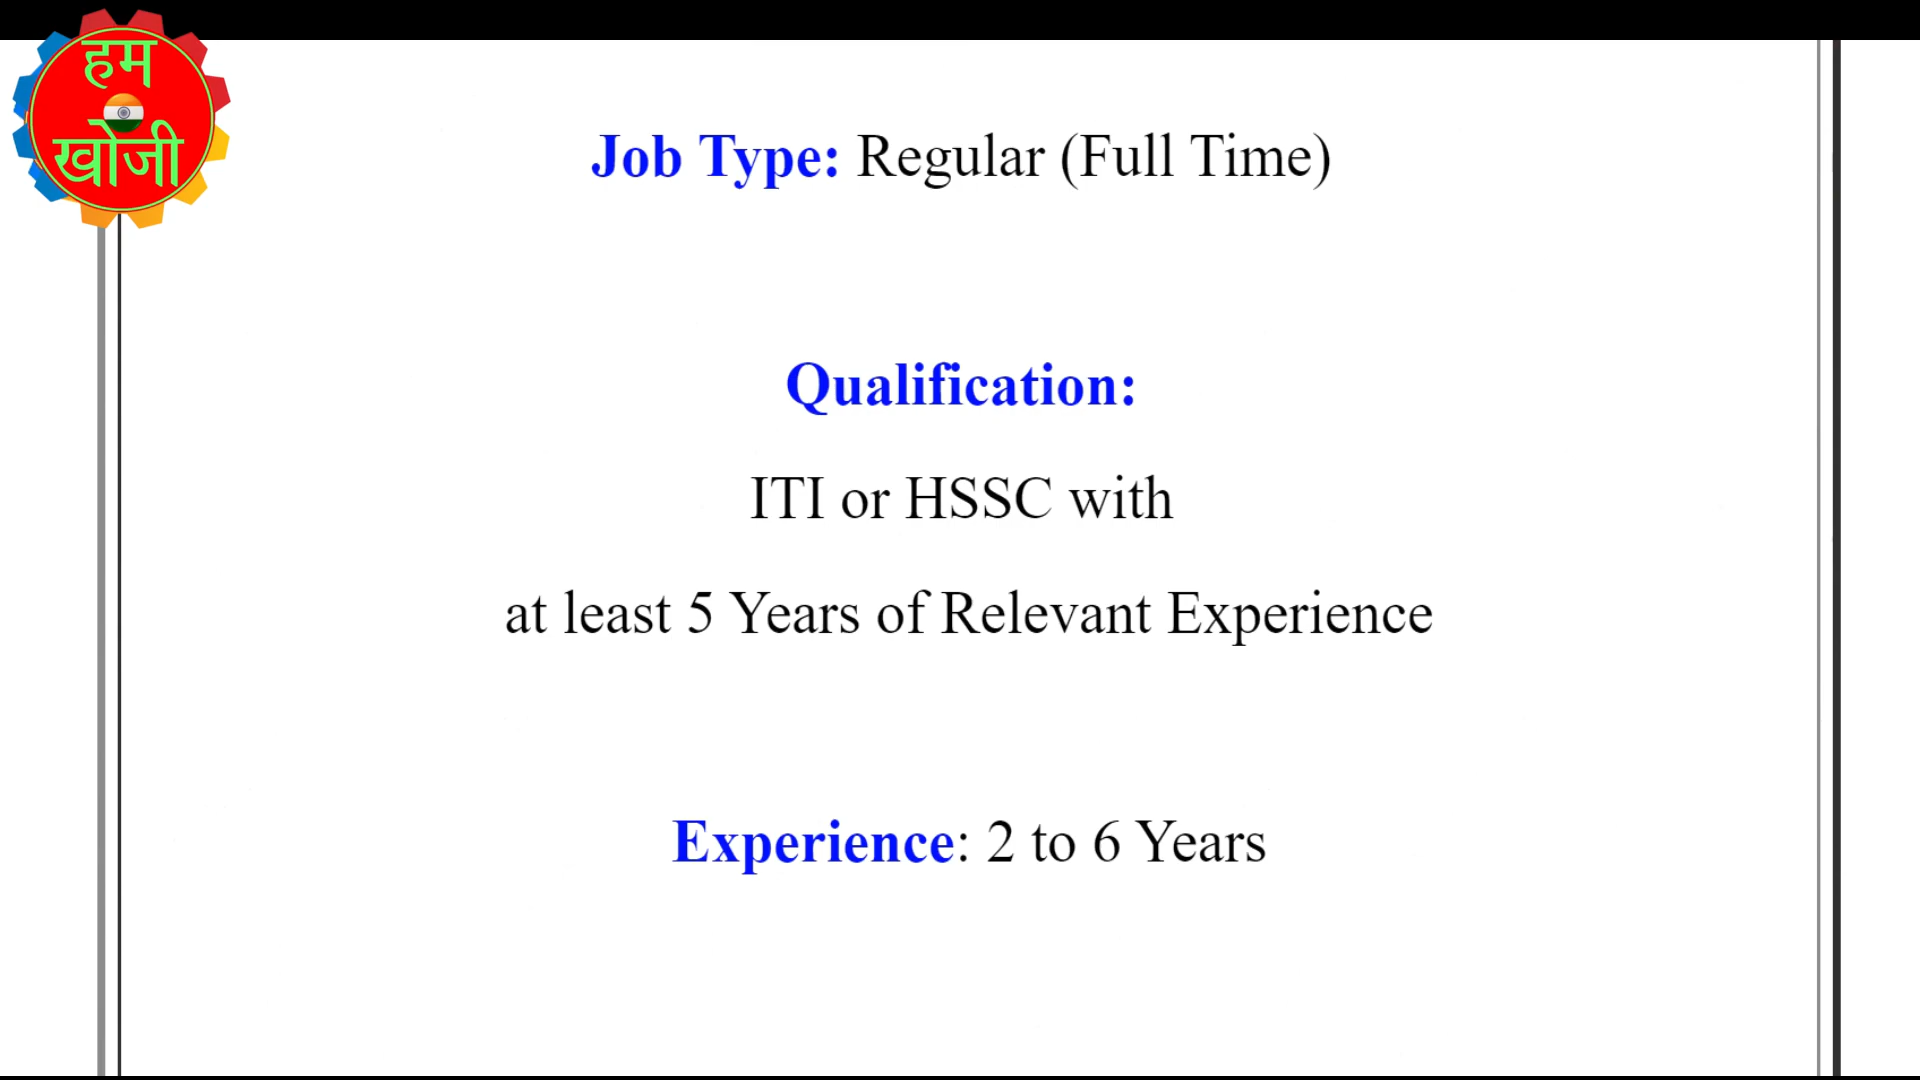 हम
खोजी
Job Type: Regular (Full Time)
Qualification:
ITI or HSSC with
at least 5 Years of Relevant Experience
Experience: 2 to 6 Years